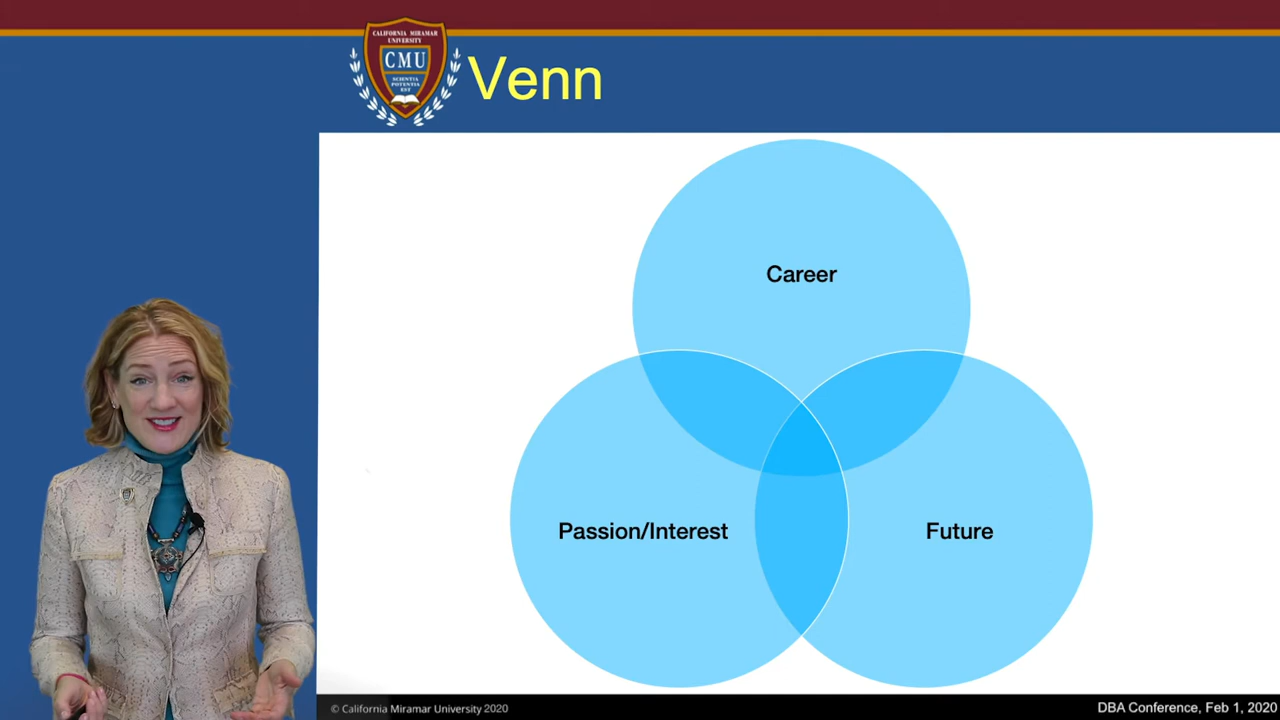 CALIFORNIA MIRAMAR
UNIVERSITY
CMU
SCIENTIA
POTENTIA
EST
Venn
Career
Passion/Interest
Future
© California Miramar University 2020
DBA Conference, Feb 1, 2020